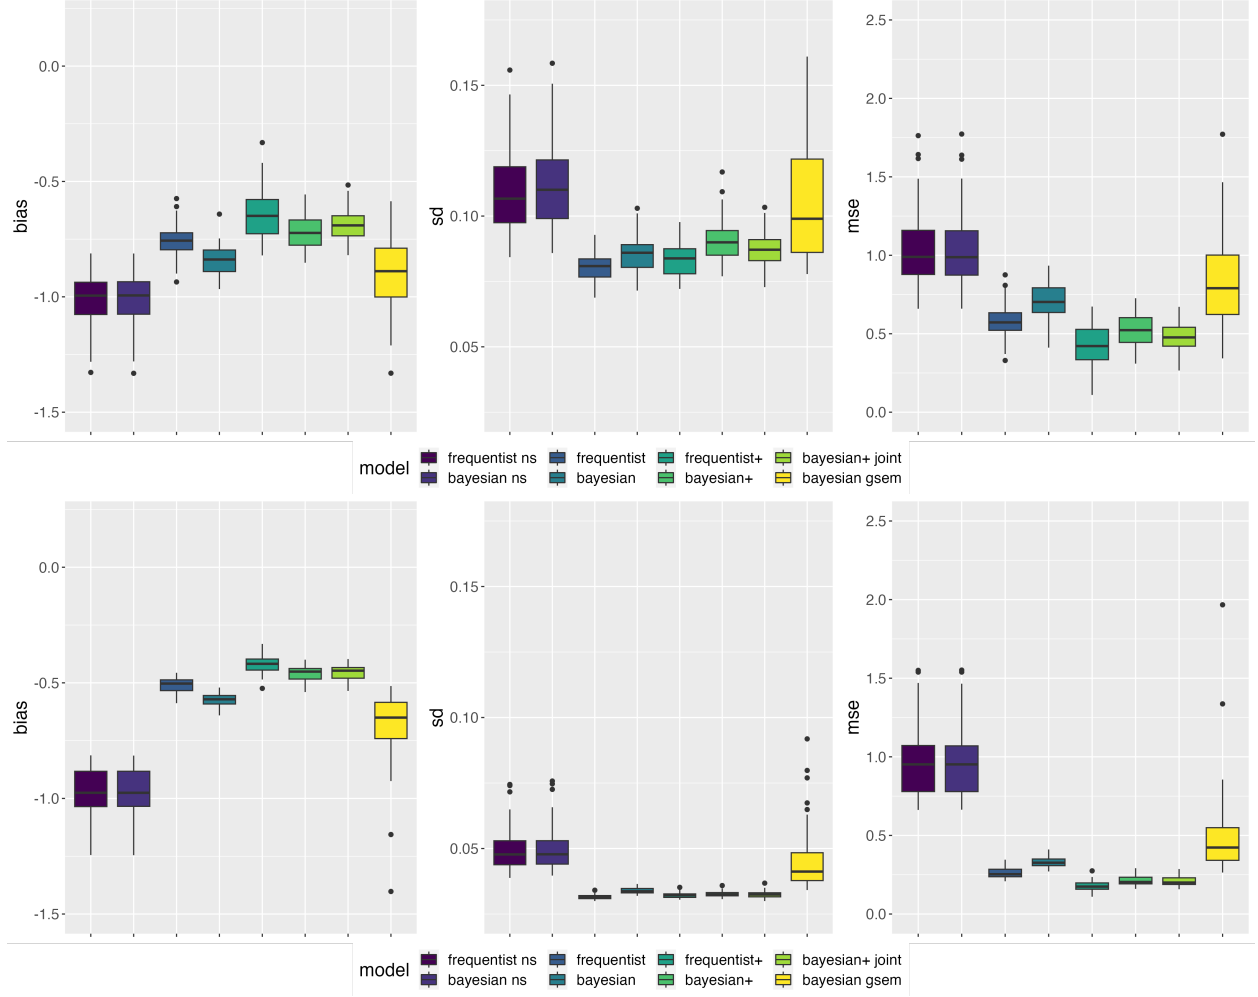 0.0
-0.5
-1.0
-1.5
bias
0.15
0.10
0.05
sd
2.5
2.0
1.5
1.0
0.5
0.0
mse
model
frequentist ns
frequentist
frequentist+
bayesian+ joint
bayesian ns
bayesian
bayesian+
bayesian gsem
0.0
-0.5
-1.0
-1.5
bias
0.15
0.10
0.05
sd
2.5
2.0
1.5
1.0
0.5
0.0
mse
model
frequentist ns
frequentist
frequentist+
bayesian+ joint
bayesian ns
bayesian
bayesian+
bayesian gsem